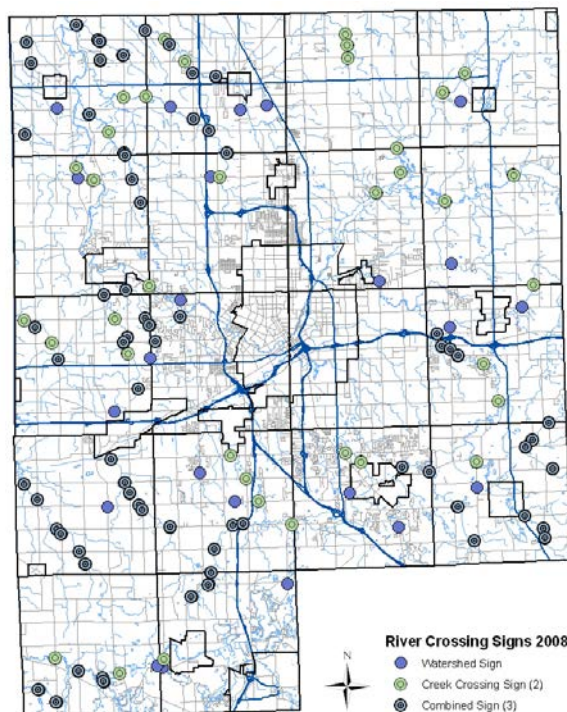 River Crossing Signs 2008
N
Watershed Sign
Creek Crossing Sign (2)
Combined Sign (3)